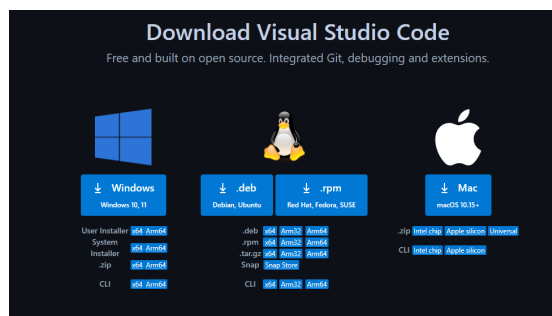 Download Visual Studio Code
Free and built on open source. Integrated Git, debugging and extensions.
Windows
Windows 10, 11
User Installer x64 Arm64
System Installer x64 Arm64
.zip x64 Arm64
CLI x64 Arm64
.deb
Debian, Ubuntu
.rpm
Red Hat, Fedora, SUSE
.deb x64 Arm32 Arm64
.rpm x64 Arm32 Arm64
.tar.gz x64 Arm32 Arm64
Snap Snap Store
CLI x64 Arm32 Arm64
Mac
macOS 10.15+
.zip Intel chip Apple silicon Universal
CLI Intel chip Apple silicon